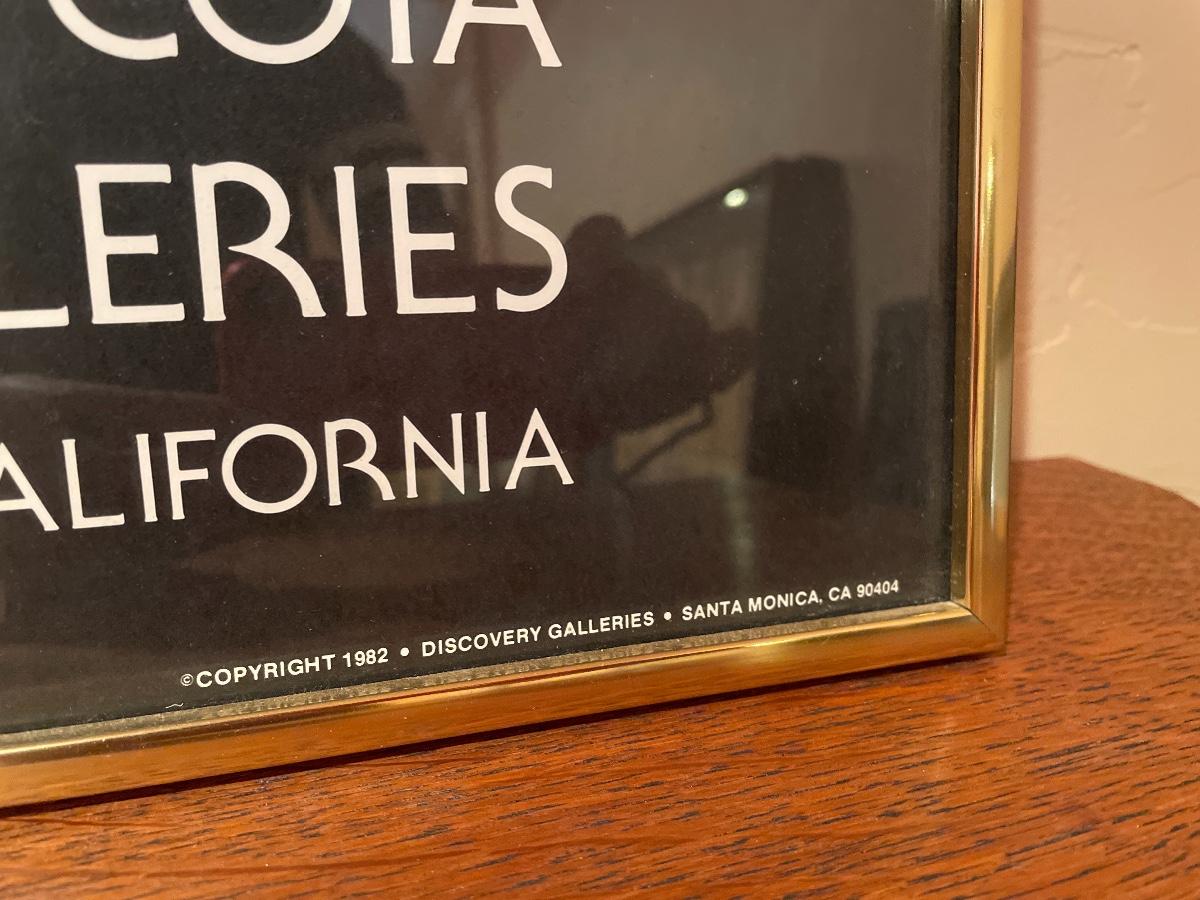 COTA
LERIES
ALIFORNIA
©COPYRIGHT 1982 • DISCOVERY GALLERIES • SANTA MONICA, CA 90404